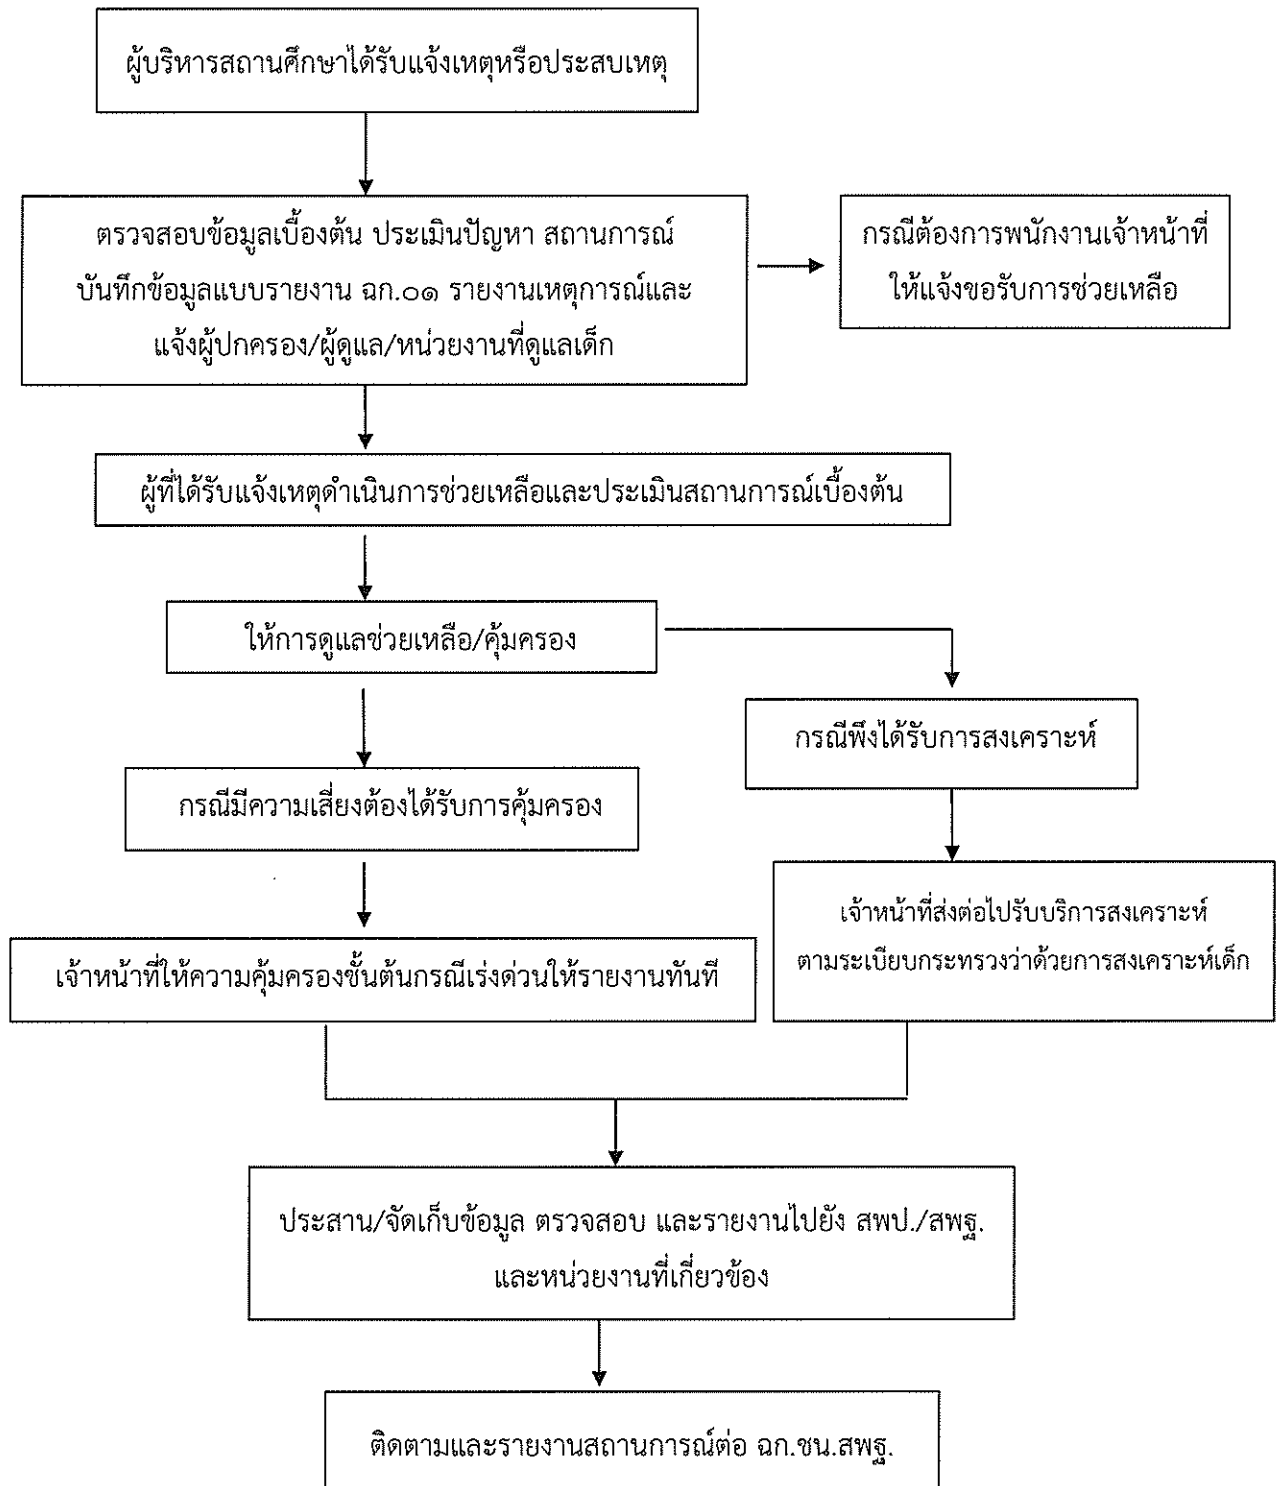 ผู้บริหารสถานศึกษาได้รับแจ้งเหตุหรือประสบเหตุ
ตรวจสอบข้อมูลเบื้องต้น ประเมินปัญหา สถานการณ์
บันทึกข้อมูลแบบรายงาน ฉก.๐๑ รายงานเหตุการณ์และ
แจ้งผู้ปกครอง/ผู้ดูแล/หน่วยงานที่ดูแลเด็ก
กรณีต้องการพนักงานเจ้าหน้าที่
ให้แจ้งขอรับการช่วยเหลือ
ผู้ที่ได้รับแจ้งเหตุดำเนินการช่วยเหลือและประเมินสถานการณ์เบื้องต้น
ให้การดูแลช่วยเหลือ/คุ้มครอง
กรณีพึงได้รับการสงเคราะห์
กรณีมีความเสี่ยงต้องได้รับการคุ้มครอง
เจ้าหน้าที่ส่งต่อไปรับบริการสงเคราะห์
ตามระเบียบกระทรวงว่าด้วยการสงเคราะห์เด็ก
เจ้าหน้าที่ให้ความคุ้มครองชั้นต้นกรณีเร่งด่วนให้รายงานทันที
ประสาน/จัดเก็บข้อมูล ตรวจสอบ และรายงานไปยัง สพป./สพฐ.
และหน่วยงานที่เกี่ยวข้อง
ติดตามและรายงานสถานการณ์ต่อ ฉก.ชน.สพฐ.